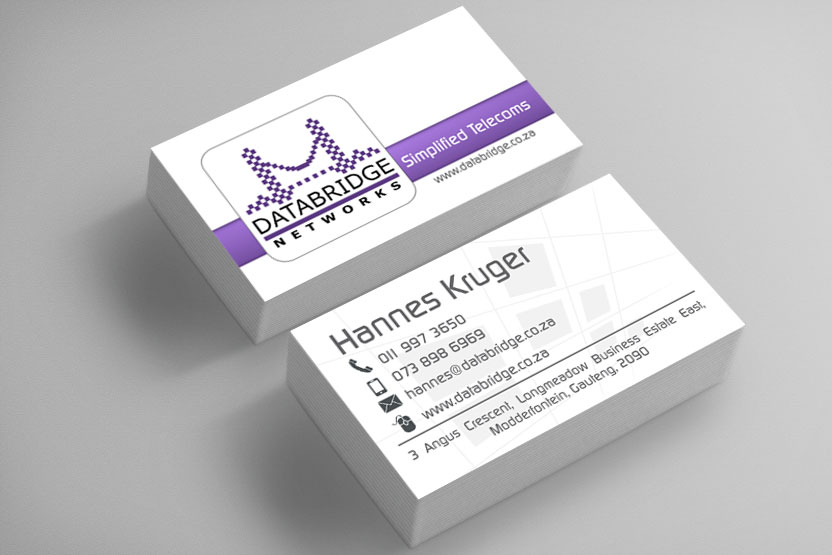 DATABRIDGE
NETWORKS
Simplified Telecoms
www.databridge.co.za
Hannes Kruger
011 997 3650
073 898 6969
hannes@databridge.co.za
www.databridge.co.za
3 Angus Crescent, Longmeadow Business Estate East,
Modderfontein, Gauteng, 2090